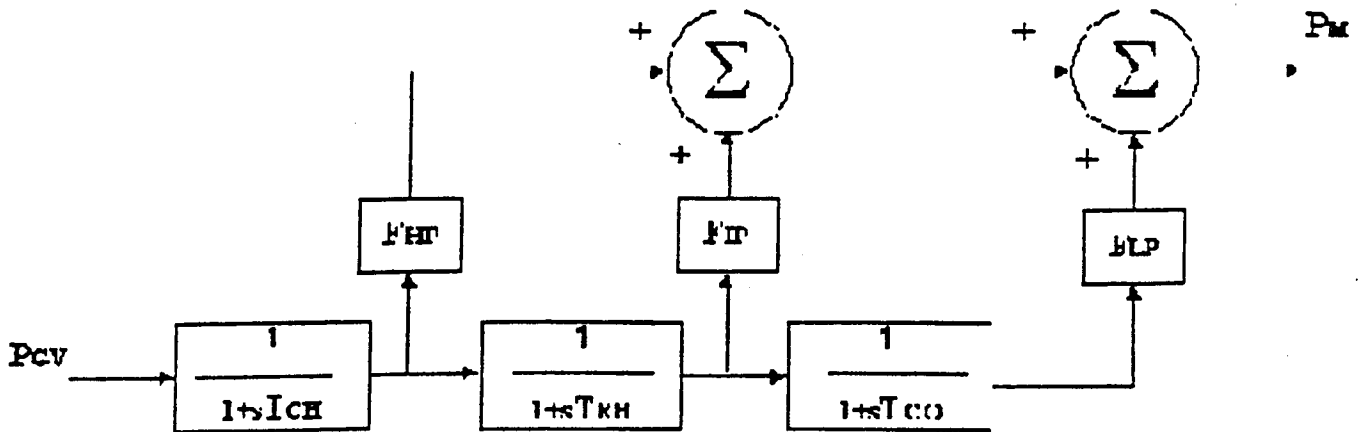 + + PM
Σ Σ
+ +
FHP FIP FLP
PCV
1 1 1
1+sTCH 1+sTRH 1+sTCO